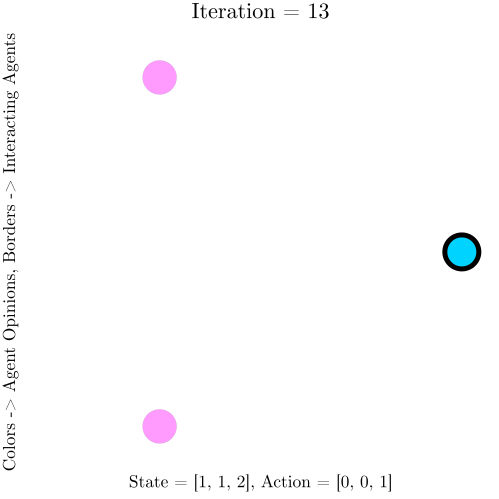 Iteration = 13
Colors -> Agent Opinions, Borders -> Interacting Agents
State = [1, 1, 2], Action = [0, 0, 1]